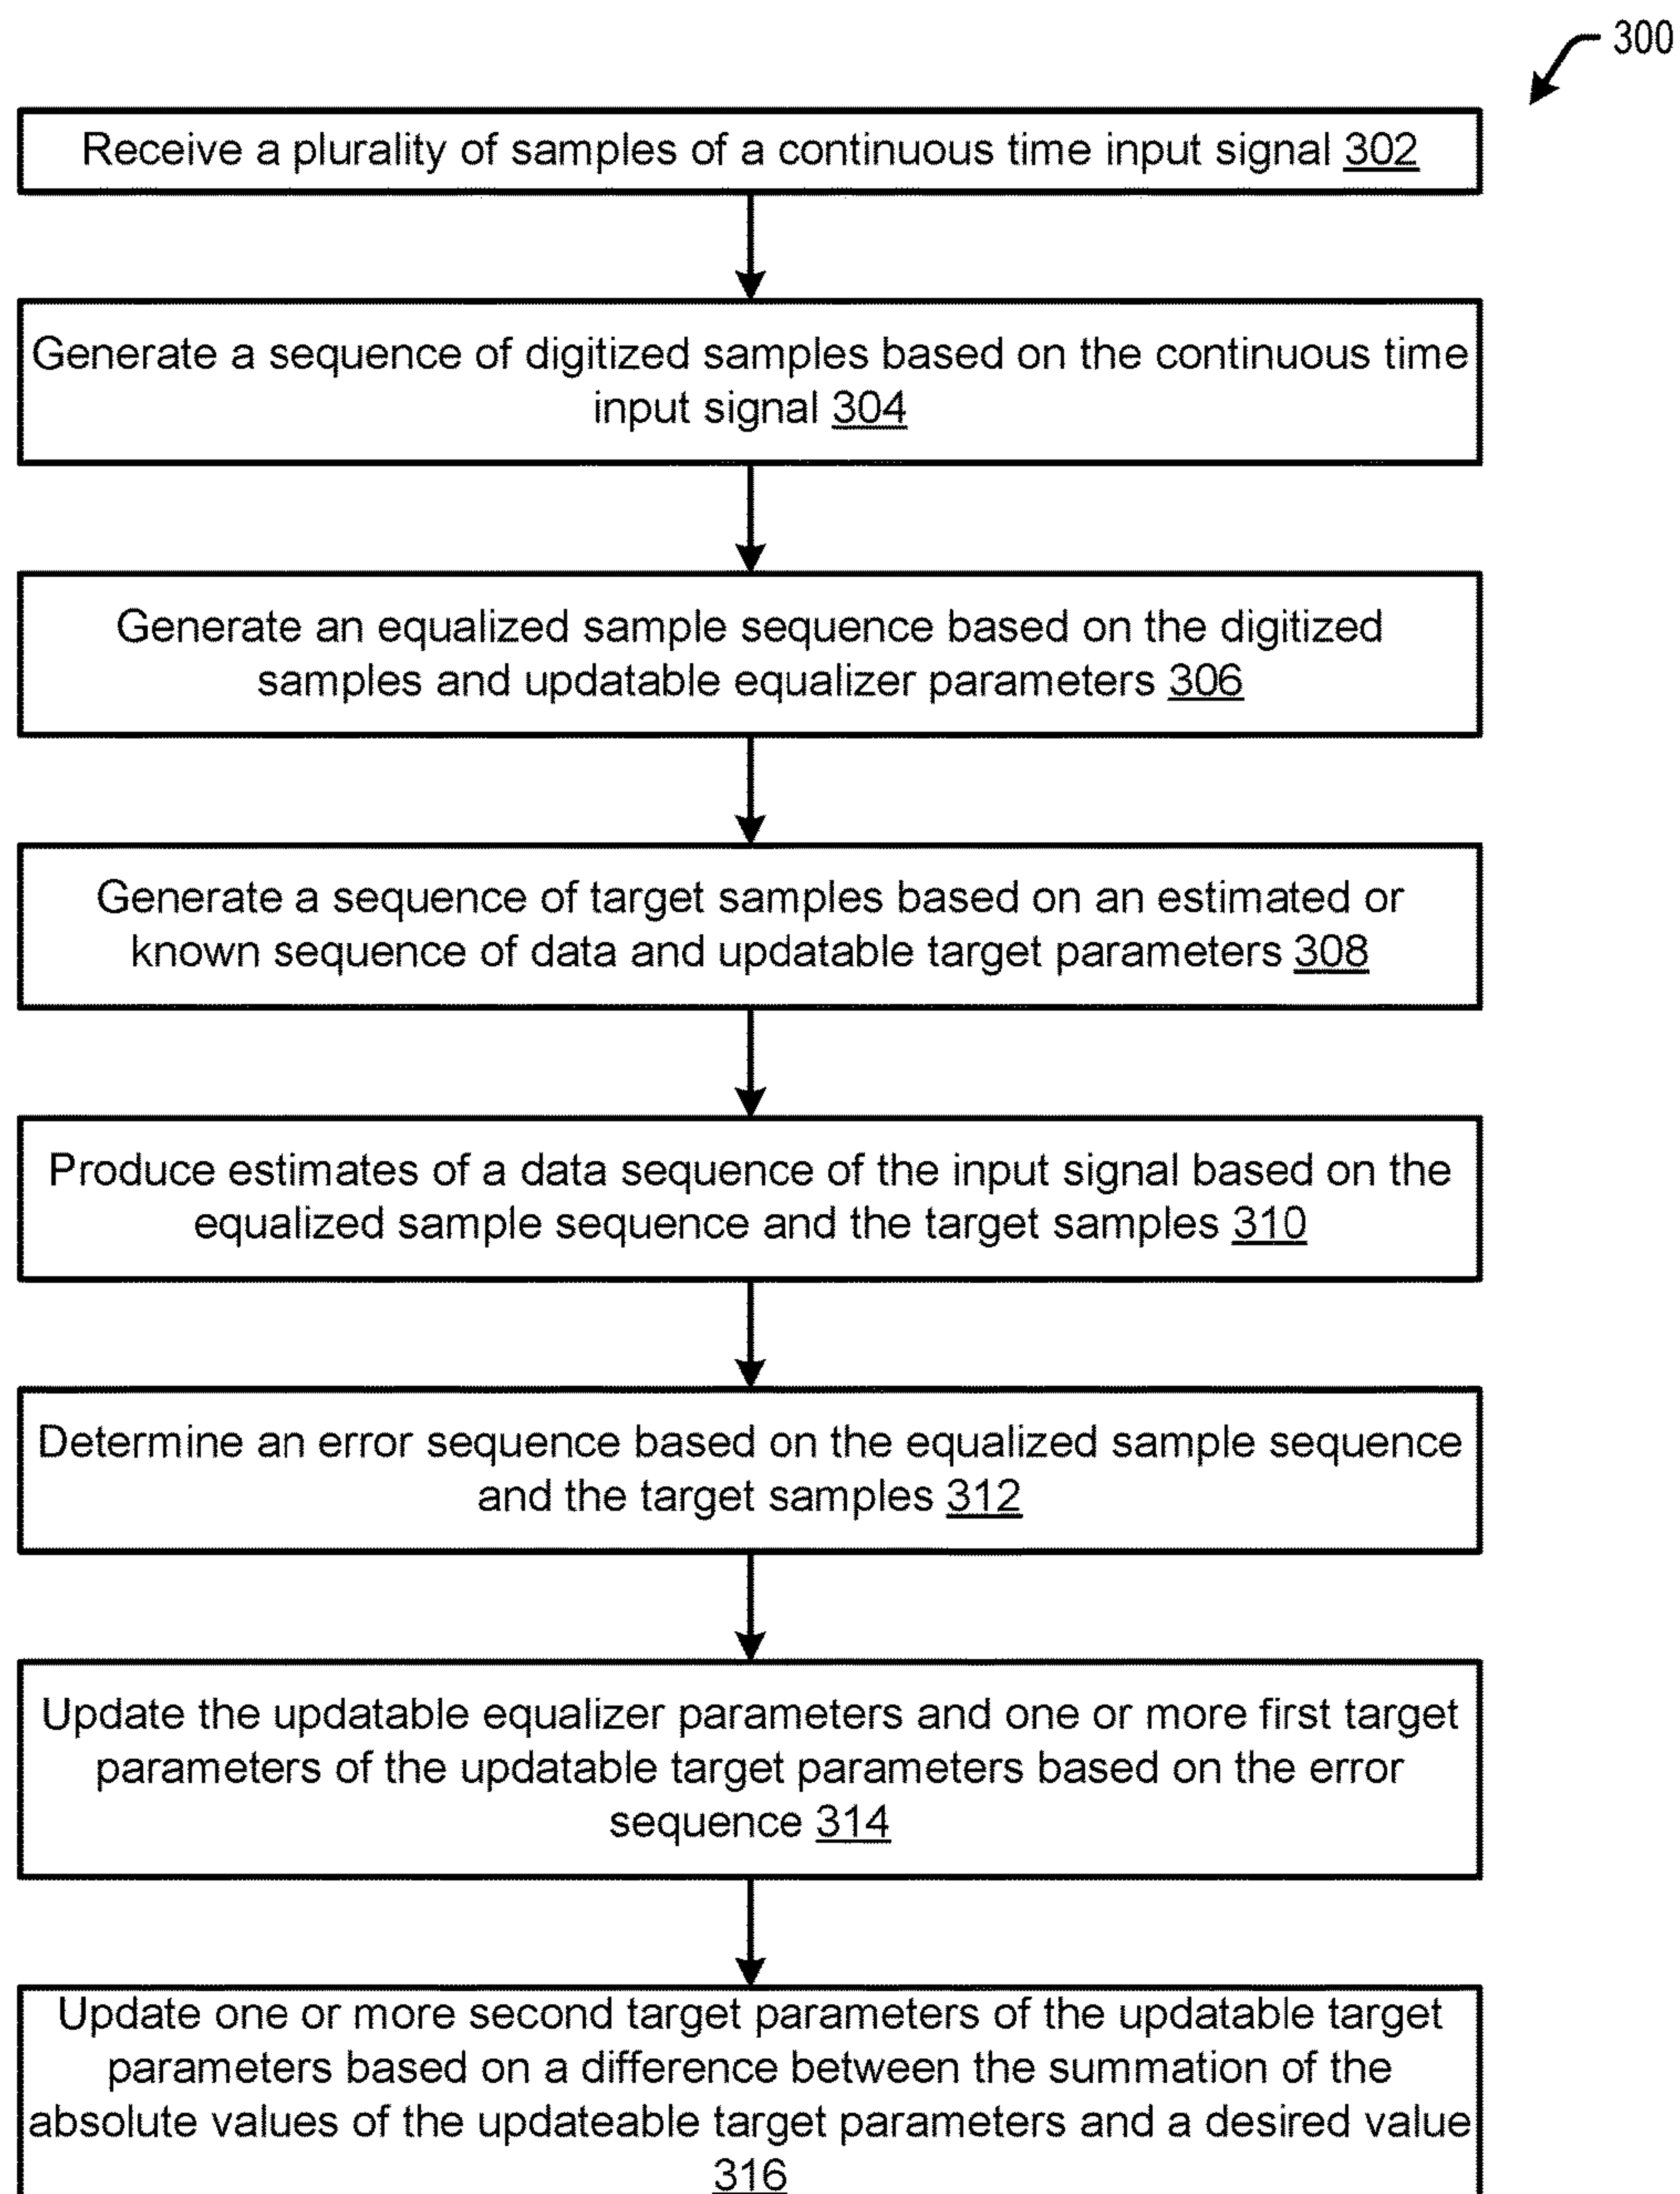 300
Receive a plurality of samples of a continuous time input signal 302
Generate a sequence of digitized samples based on the continuous time
input signal 304
Generate an equalized sample sequence based on the digitized
samples and updatable equalizer parameters 306
Generate a sequence of target samples based on an estimated or
known sequence of data and updatable target parameters 308
Produce estimates of a data sequence of the input signal based on the
equalized sample sequence and the target samples 310
Determine an error sequence based on the equalized sample sequence
and the target samples 312
Update the updatable equalizer parameters and one or more first target
parameters of the updatable target parameters based on the error
sequence 314
Update one or more second target parameters of the updatable target
parameters based on a difference between the summation of the
absolute values of the updateable target parameters and a desired value
316